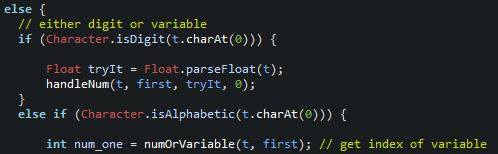 else {
// either digit or variable
if (Character.isDigit(t.charAt(0))) {
Float tryIt = Float.parseFloat(t);
handleNum(t, first, tryIt, 0);
}
else if (Character.isAlphabetic(t.charAt(0))) {
int num_one = numOrVariable(t, first); // get index of variable